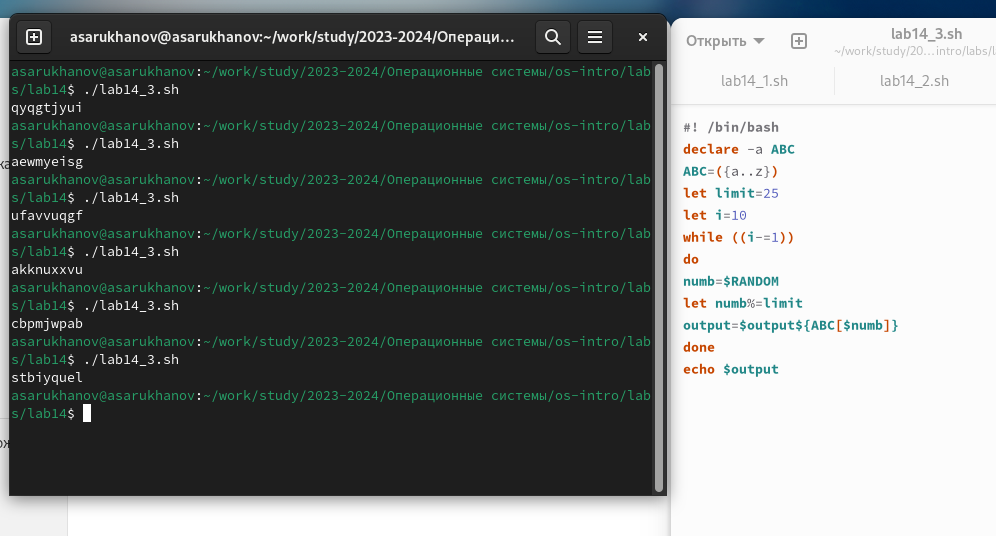 asarukhanov@asarukhanov:~/work/study/2023-2024/Операци...
asarukhanov@asarukhanov:~/work/study/2023-2024/Операционные системы/os-intro/lab
s/lab14$ ./lab14_3.sh
qyqgtjyui
asarukhanov@asarukhanov:~/work/study/2023-2024/Операционные системы/os-intro/lab
s/lab14$ ./lab14_3.sh
aewmyeisg
asarukhanov@asarukhanov:~/work/study/2023-2024/Операционные системы/os-intro/lab
s/lab14$ ./lab14_3.sh
ufavvuqgf
asarukhanov@asarukhanov:~/work/study/2023-2024/Операционные системы/os-intro/lab
s/lab14$ ./lab14_3.sh
akknuxxvu
asarukhanov@asarukhanov:~/work/study/2023-2024/Операционные системы/os-intro/lab
s/lab14$ ./lab14_3.sh
cbpmjwpab
asarukhanov@asarukhanov:~/work/study/2023-2024/Операционные системы/os-intro/lab
s/lab14$ ./lab14_3.sh
stbiyquel
asarukhanov@asarukhanov:~/work/study/2023-2024/Операционные системы/os-intro/lab
s/lab14$
Открыть
lab14_3.sh
~/work/study/20...intro/labs/l
lab14_1.sh
lab14_2.sh
#! /bin/bash
declare -a ABC
ABC=({a..z})
let limit=25
let i=10
while ((i-=1))
do
numb=$RANDOM
let numb%=limit
output=$output${ABC[$numb]}
done
echo $output